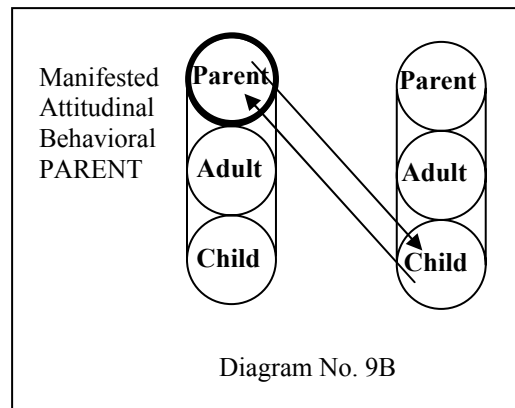 Manifested
Attitudinal
Behavioral
PARENT
Parent
Adult
Child
Parent
Adult
Child
Diagram No. 9B